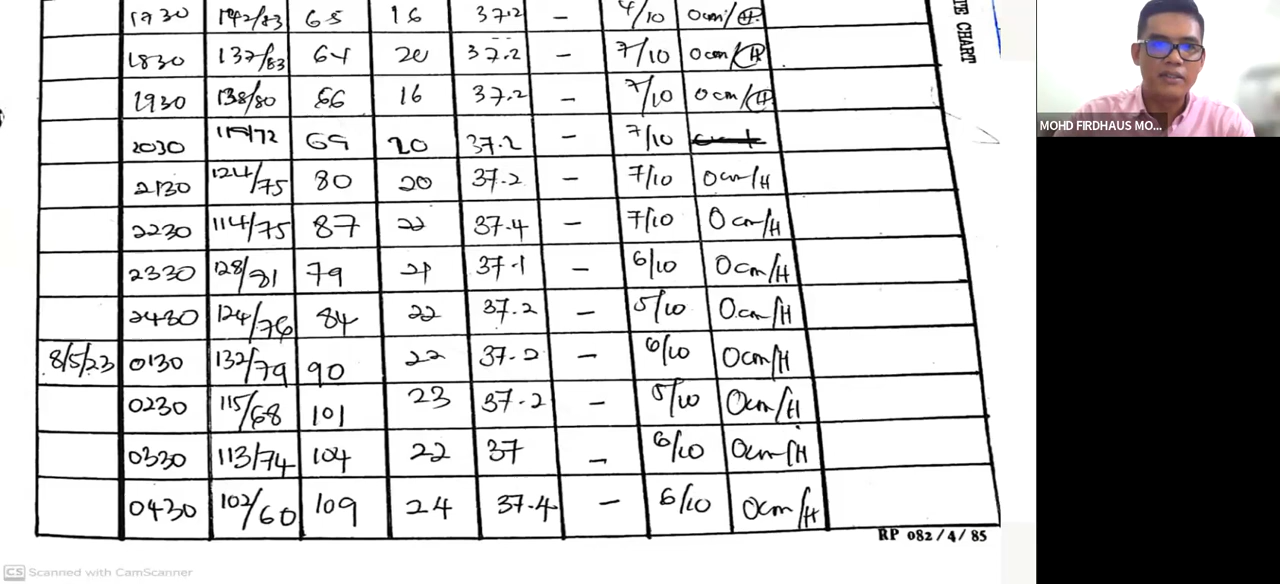 1730 142/83 65 16 37.2 - 4/10 0cm/H
1830 137/83 64 20 37.2 - 7/10 0cm/H
1930 138/80 66 16 37.2 - 7/10 0cm/H
2030 /72 69 20 37.2 - 7/10
2130 124/75 80 20 37.2 - 7/10 0cm/H
2230 114/75 87 22 37.4 - 7/10 0cm/H
2330 128/81 79 21 37.1 - 6/10 0cm/H
2430 124/76 84 22 37.2 - 5/10 0cm/H
8/5/23 0130 132/79 90 22 37.2 - 6/10 0cm/H
0230 115/68 101 23 37.2 - 5/10 0cm/H
0330 113/74 104 22 37 - 6/10 0cm/H
0430 102/60 109 24 37.4 - 6/10 0cm/H
RP 082/4/85
CHART
MOHD FIRDHAUS MO...
CS Scanned with CamScanner